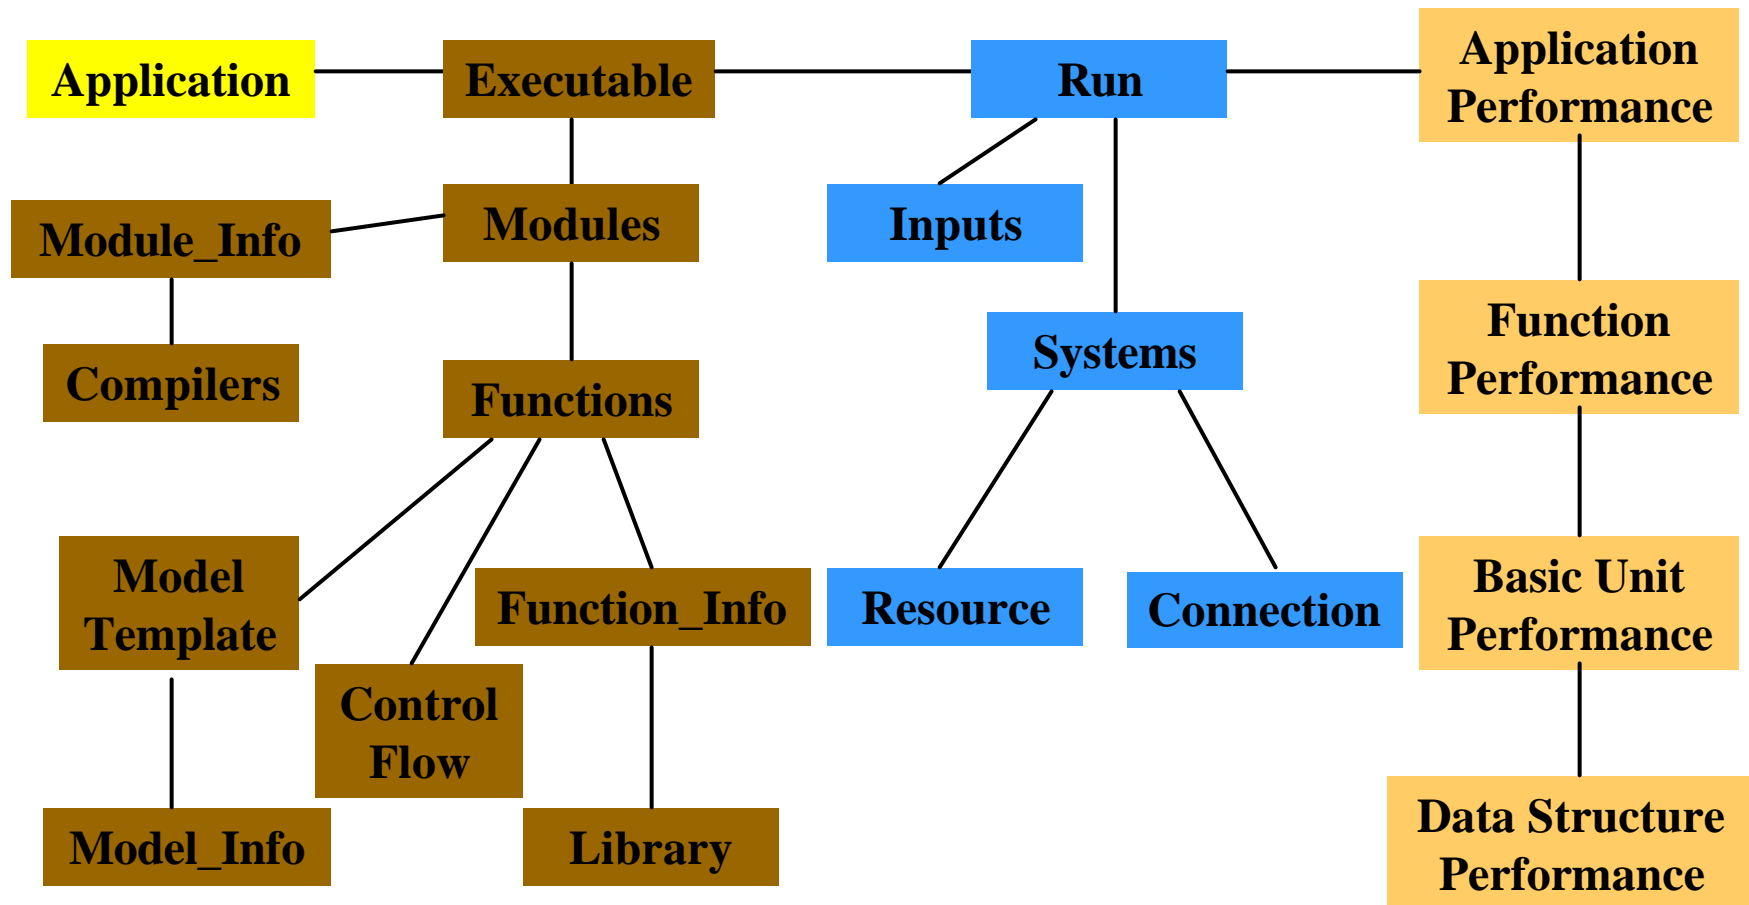 Application
Executable
Run
Application
Performance
Module_Info
Modules
Inputs
Compilers
Functions
Systems
Function
Performance
Model
Template
Function_Info
Resource
Connection
Basic Unit
Performance
Control
Flow
Model_Info
Library
Data Structure
Performance